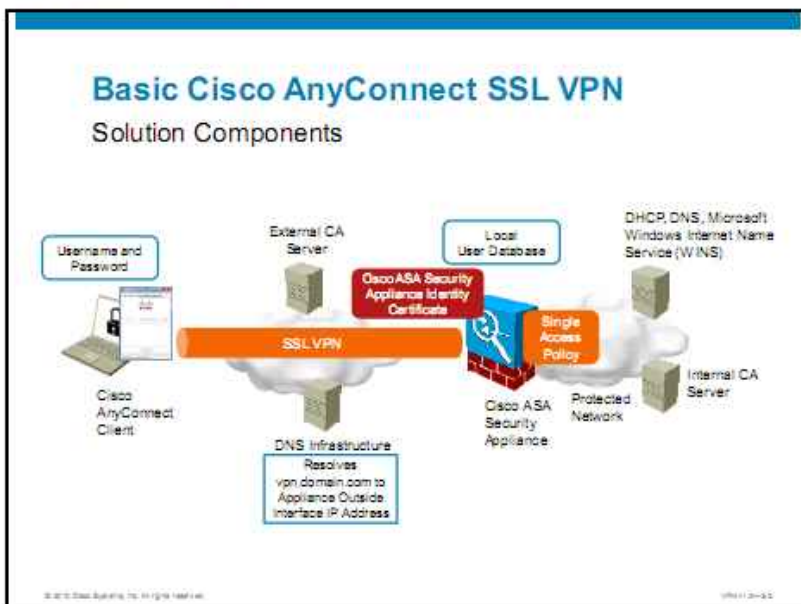 Basic Cisco AnyConnect SSL VPN
Solution Components
Username and
Password
External CA
Server
Local
User Database
DHCP, DNS, Microsoft
Windows Internet Name
Service (WINS)
Cisco ASA Security
Appliance Identity
Certificate
SSL VPN
Single
Access
Policy
Cisco
AnyConnect
Client
Cisco ASA
Security
Appliance
Protected
Network
Internal CA
Server
DNS Infrastructure
Resolves
vpn.domain.com to
Appliance Outside
Interface IP Address